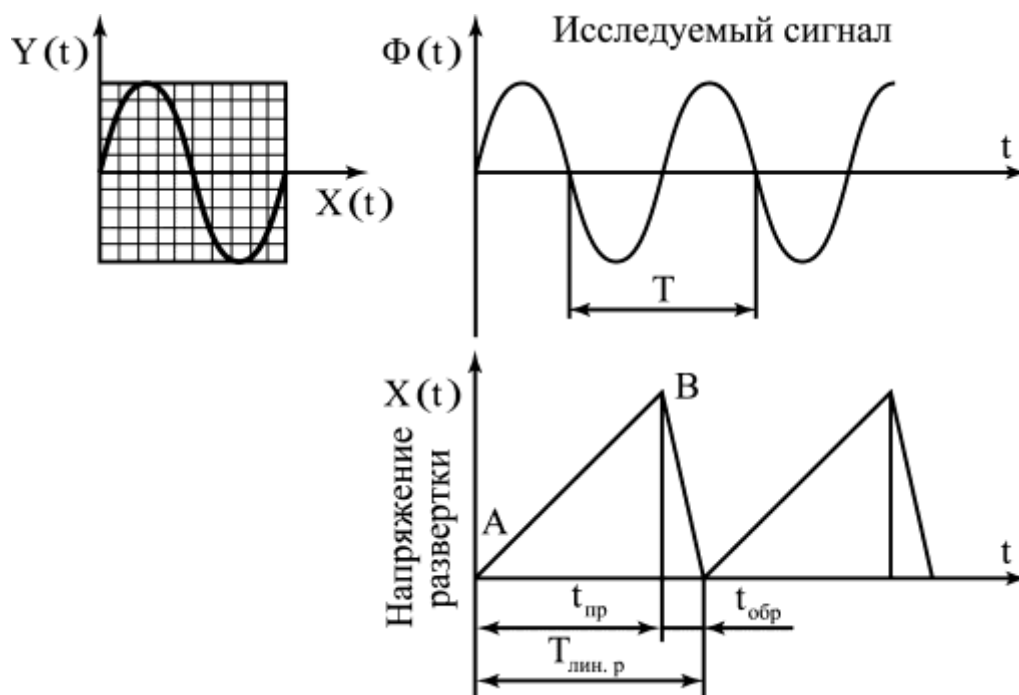 Исследуемый сигнал
Y(t)
X(t)
Ф(t)
t
T
X(t)
Напряжение
развертки
A
B
t
tпр
tобр
Tлин. р